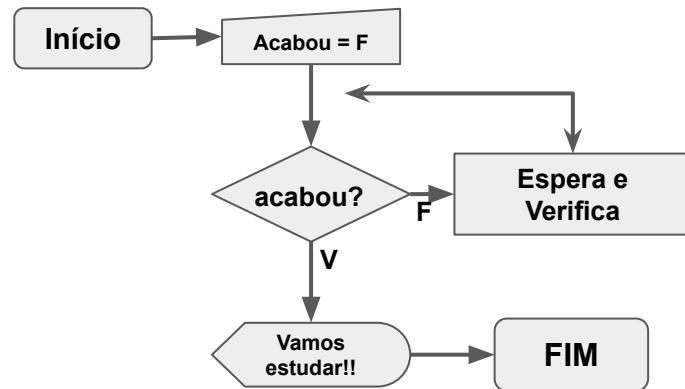 Início
Acabou = F
acabou?
F
Espera e
Verifica
V
Vamos
estudar!!
FIM